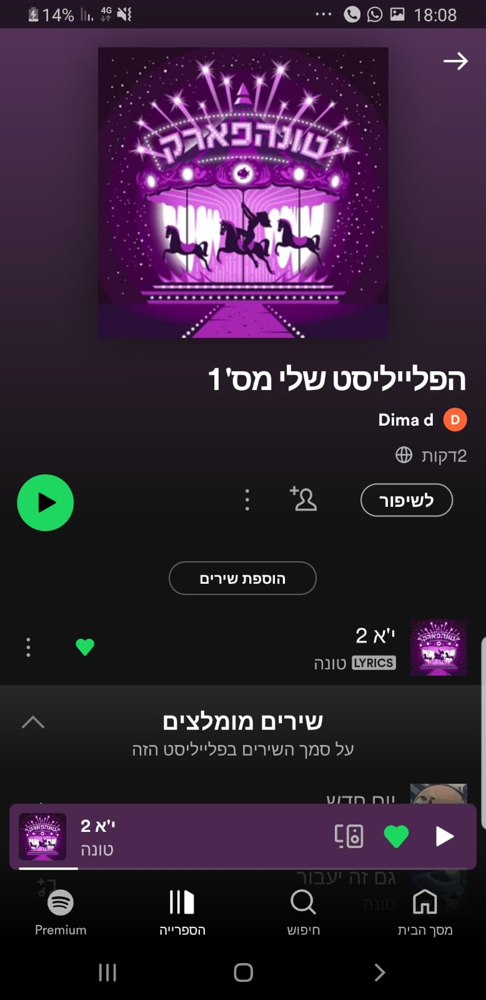 14%
4G
18:08
טונהפארק
הפלייליסט שלי מס' 1
Dima d
D
2דקות
לשיפור
הוספת שירים
י'א 2
LYRICS טונה
שירים מומלצים
על סמך השירים בפלייליסט הזה
יום חדש
י'א 2
טונה
גם זה יעבור
טונה
מסך הבית
חיפוש
הספרייה
Premium